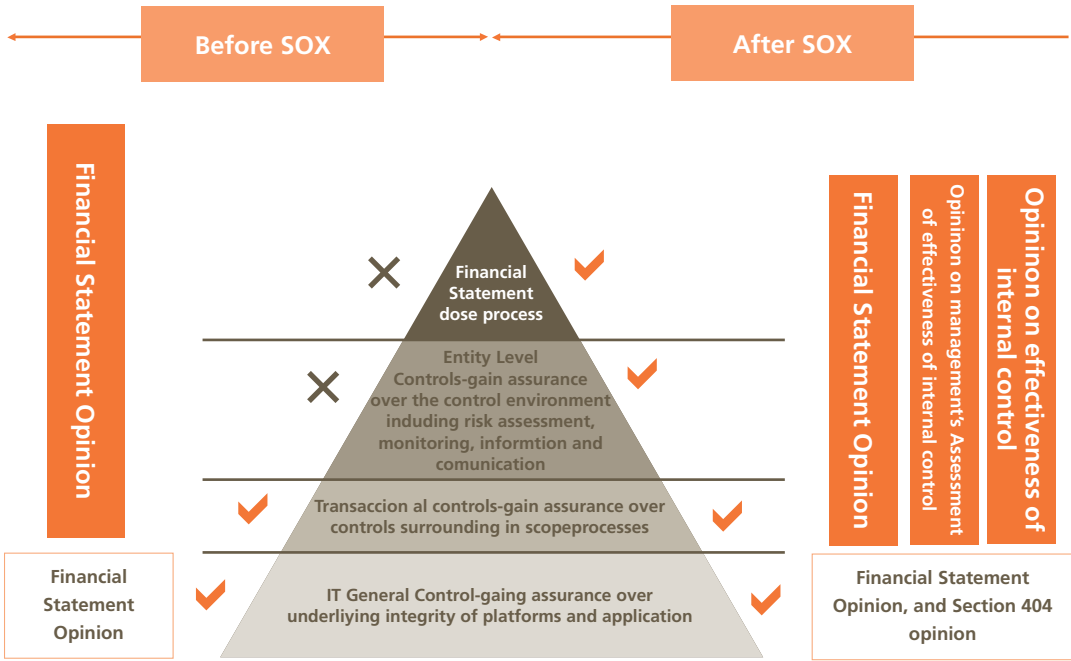 Before SOX
After SOX
Financial Statement Opinion
Financial
Statement
dose process
Entity Level
Controls-gain assurance
over the control environment
including risk assessment,
monitoring, informtion and
comunication
Transaccion al controls-gain assurance over
controls surrounding in scopeprocesses
IT General Control-gaing assurance over
underliying integrity of platforms and application
Financial Statement Opinion
Opininon on management's Assessment
of effectiveness of internal control
Opininon on effectiveness of
internal control
Financial
Statement
Opinion
Financial Statement
Opinion, and Section 404
opinion